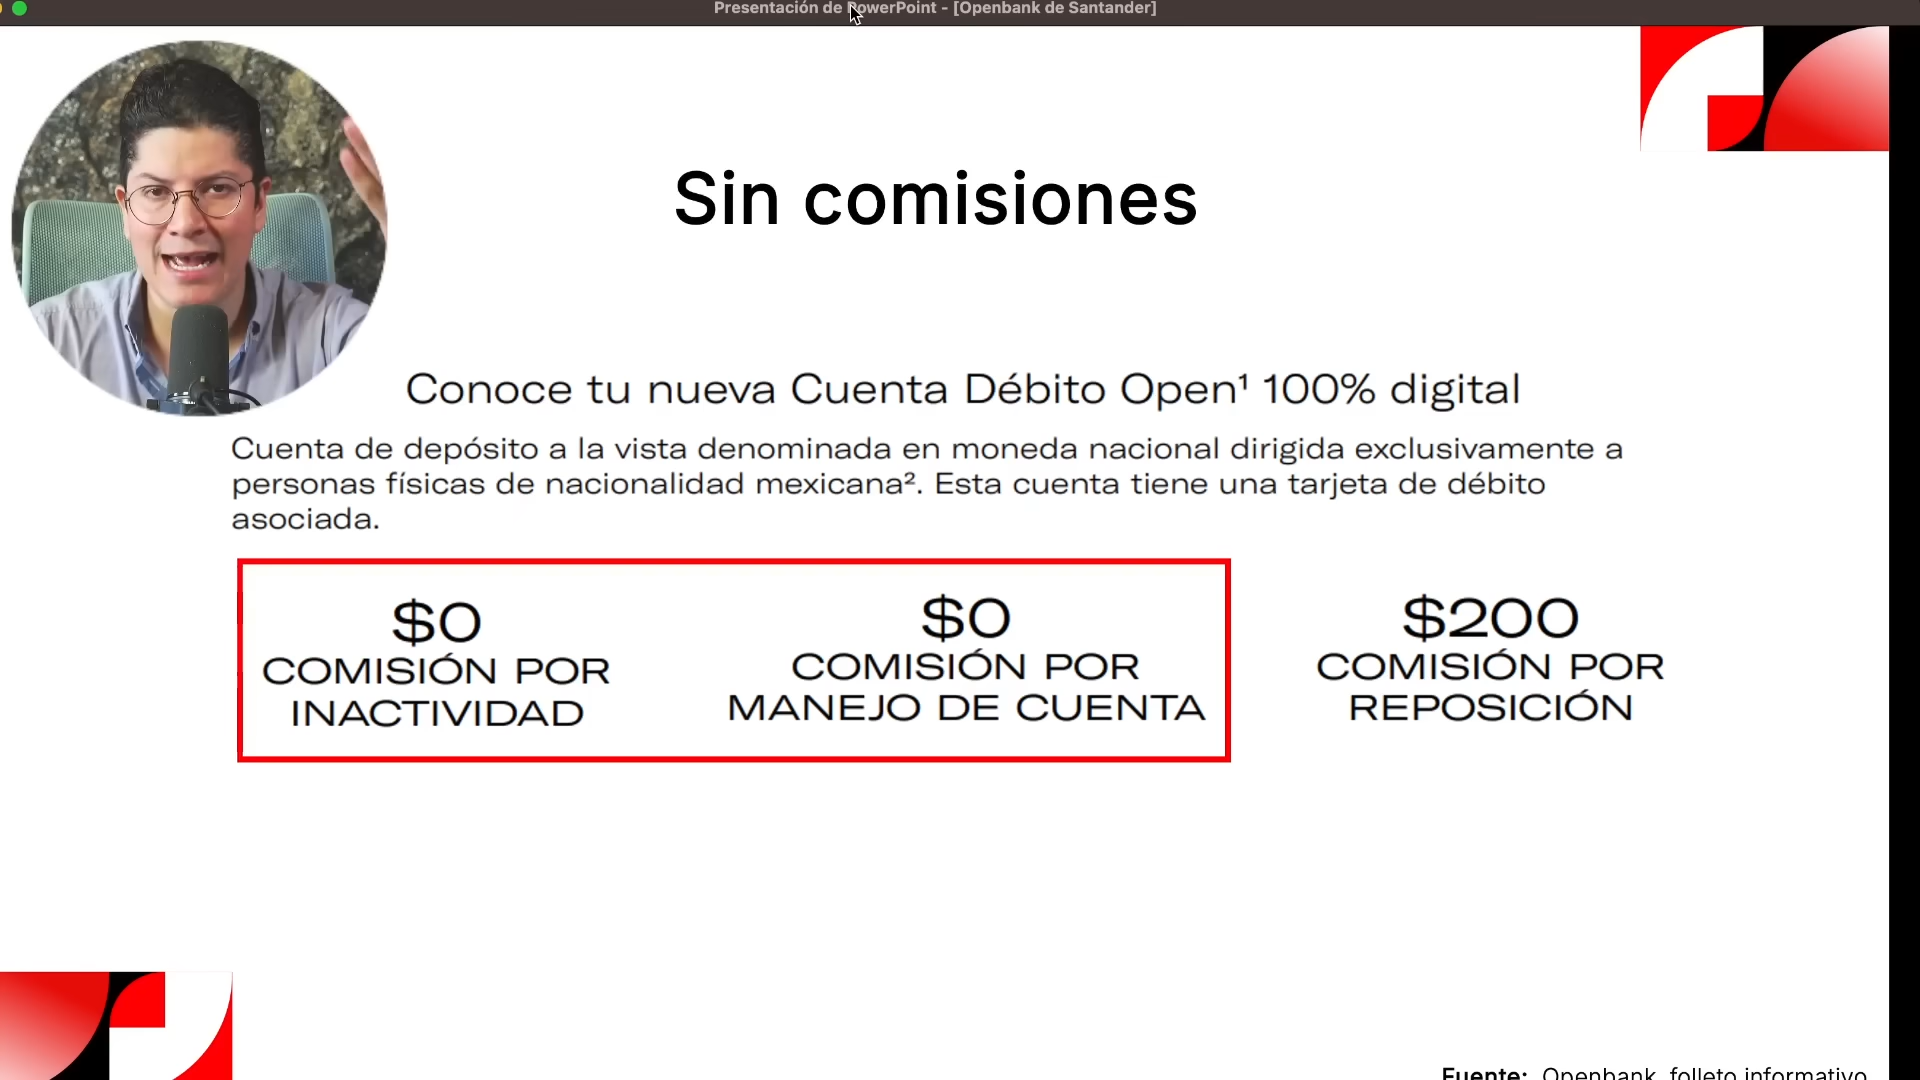 Presentación de PowerPoint - [Openbank de Santander]
Sin comisiones
Conoce tu nueva Cuenta Débito Open¹ 100% digital
Cuenta de depósito a la vista denominada en moneda nacional dirigida exclusivamente a
personas físicas de nacionalidad mexicana². Esta cuenta tiene una tarjeta de débito
asociada.
$0
COMISIÓN POR
INACTIVIDAD
$0
COMISIÓN POR
MANEJO DE CUENTA
$200
COMISIÓN POR
REPOSICIÓN
Fuente: Openbank, folleto informativo